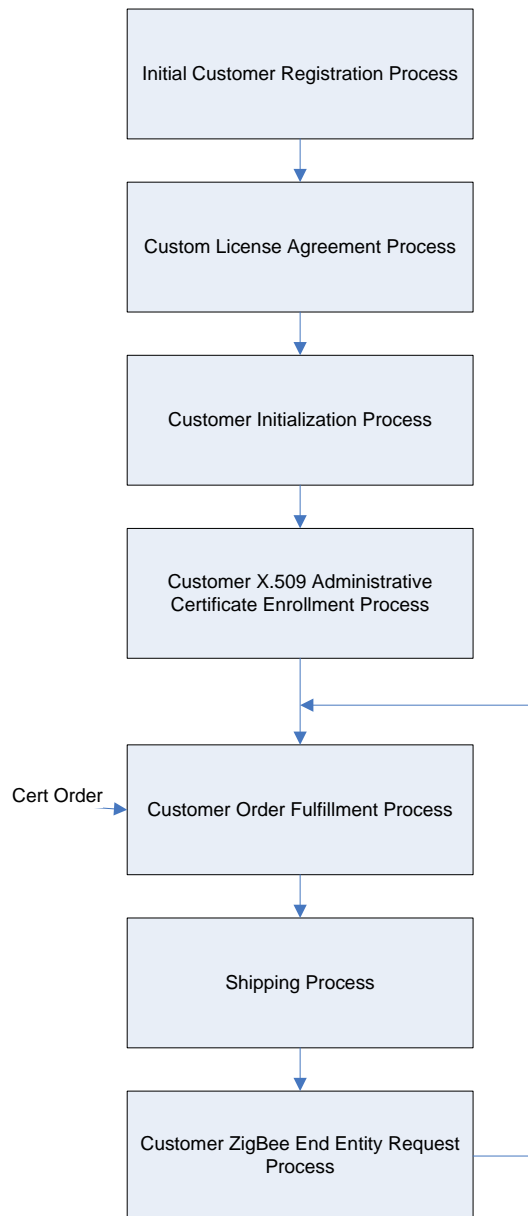 Initial Customer Registration Process
Custom License Agreement Process
Customer Initialization Process
Customer X.509 Administrative
Certificate Enrollment Process
Cert Order
Customer Order Fulfillment Process
Shipping Process
Customer ZigBee End Entity Request
Process